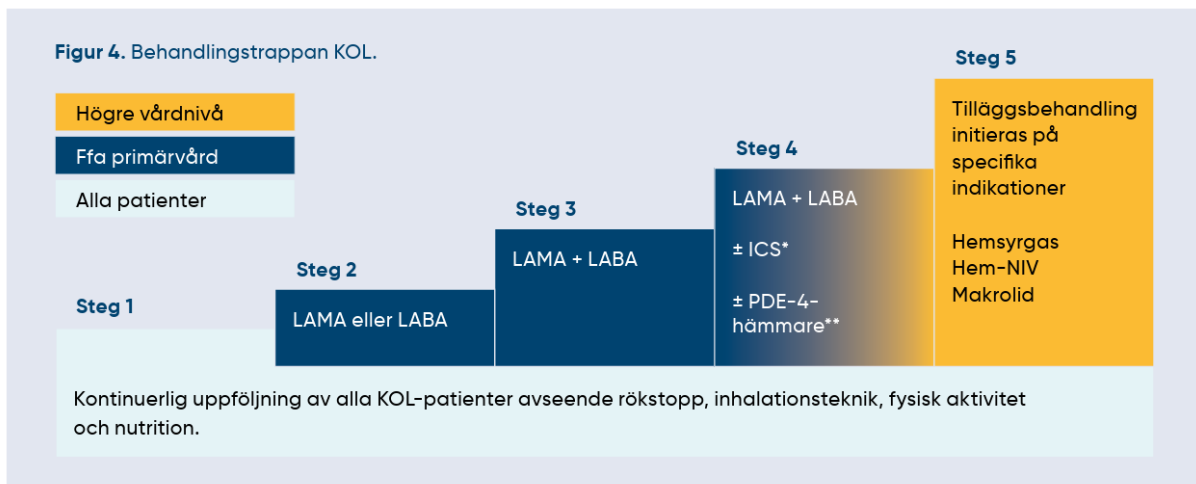 Figur 4. Behandlingstrappan KOL.
Högre vårdnivå
Ffa primärvård
Alla patienter
Steg 1
Steg 2
LAMA eller LABA
Steg 3
LAMA + LABA
Steg 4
LAMA + LABA
± ICS*
± PDE-4-
hämmare**
Steg 5
Tilläggsbehandling
initieras på
specifika
indikationer
Hemsyrgas
Hem-NIV
Makrolid
Kontinuerlig uppföljning av alla KOL-patienter avseende rökstopp, inhalationsteknik, fysisk aktivitet
och nutrition.